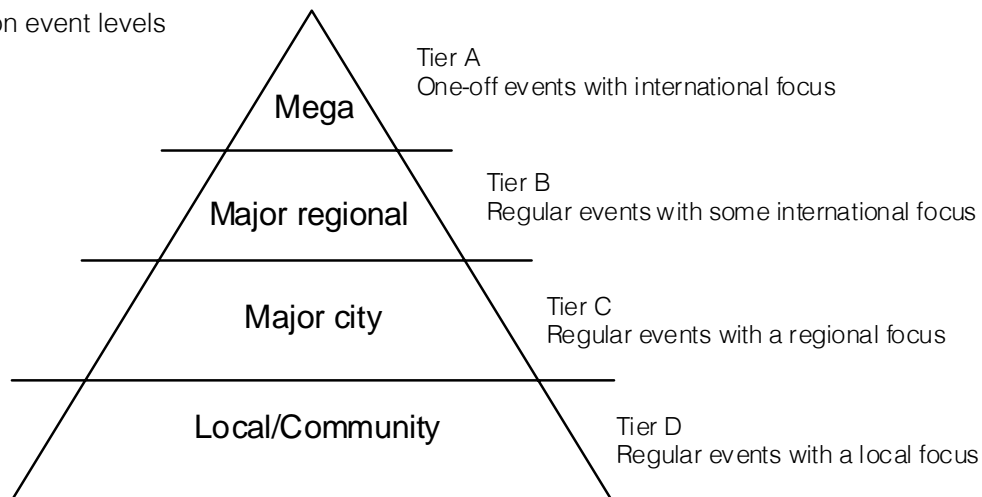 on event levels
Tier A
One-off events with international focus
Mega
Tier B
Regular events with some international focus
Major regional
Tier C
Regular events with a regional focus
Major city
Tier D
Regular events with a local focus
Local/Community